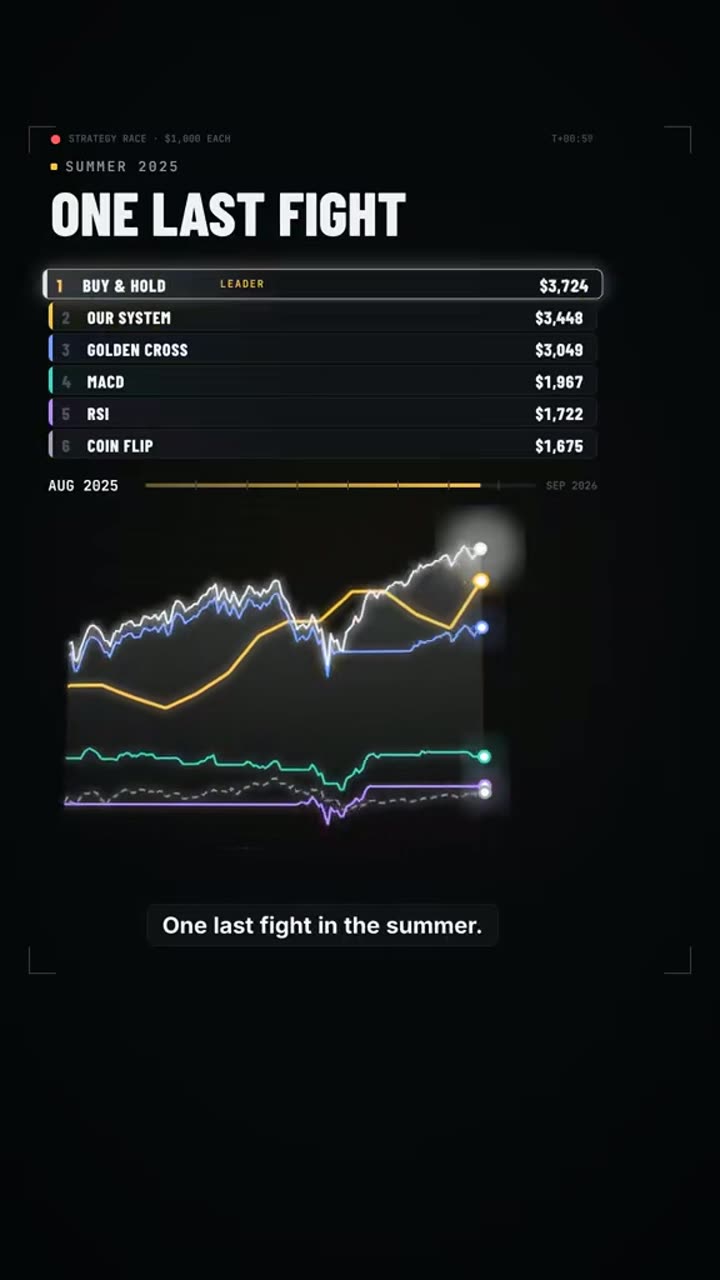 STRATEGY RACE · $1,000 EACH
SUMMER 2025
ONE LAST FIGHT
1 BUY & HOLD LEADER $3,724
2 OUR SYSTEM $3,448
3 GOLDEN CROSS $3,049
4 MACD $1,967
5 RSI $1,722
6 COIN FLIP $1,675
AUG 2025 SEP 2026
One last fight in the summer.